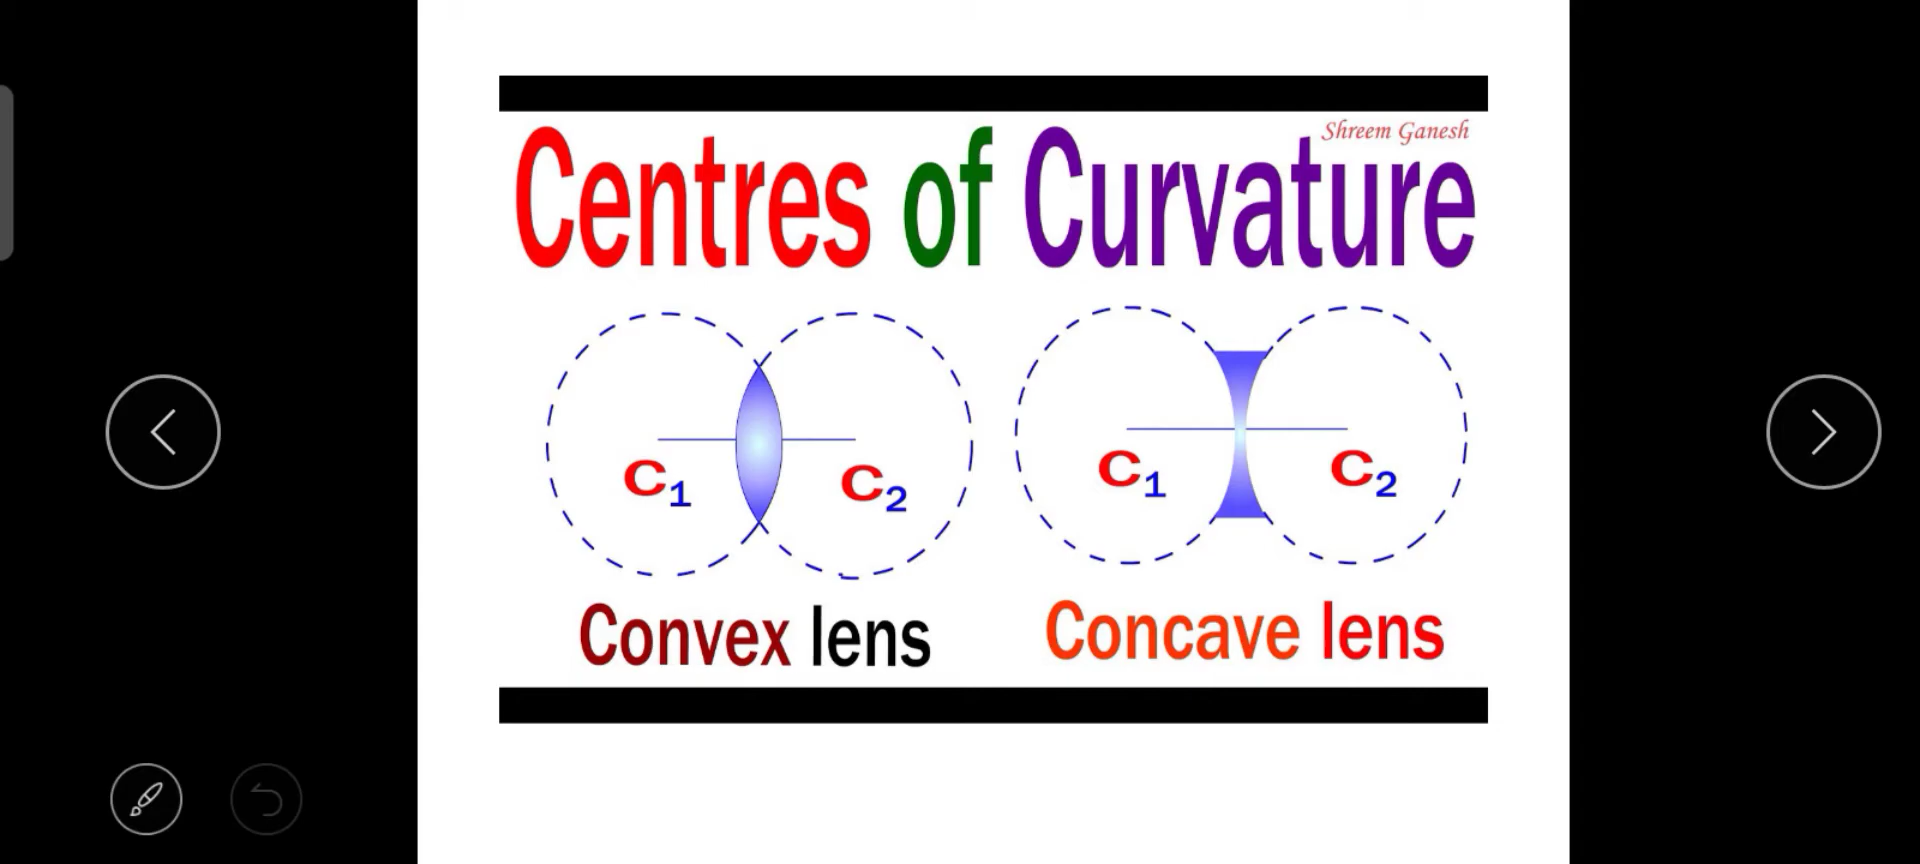 Shreem Ganesh
Centres of Curvature
C1 C2 C1 C2
Convex lens Concave lens